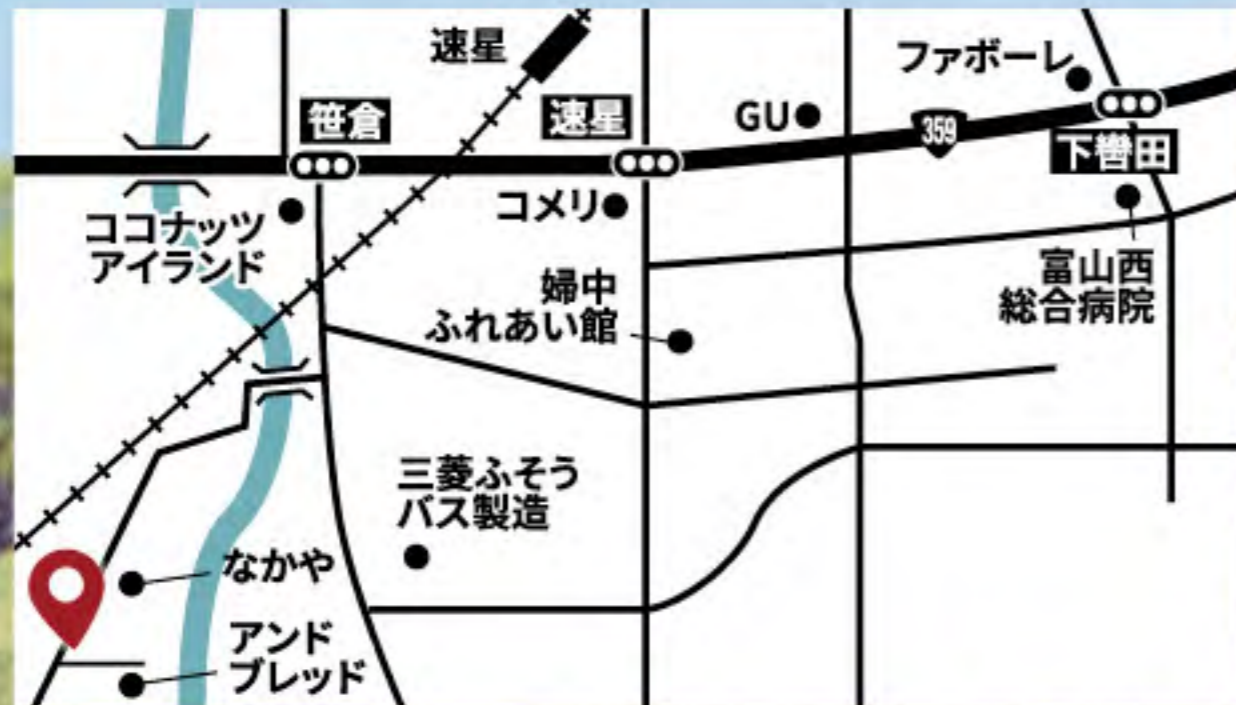 速星
ファボーレ
笹倉
速星
GU
359
下轡田
コメリ
ココナッツ
アイランド
婦中
ふれあい館
富山西
総合病院
三菱ふそう
バス製造
なかや
アンド
ブレッド